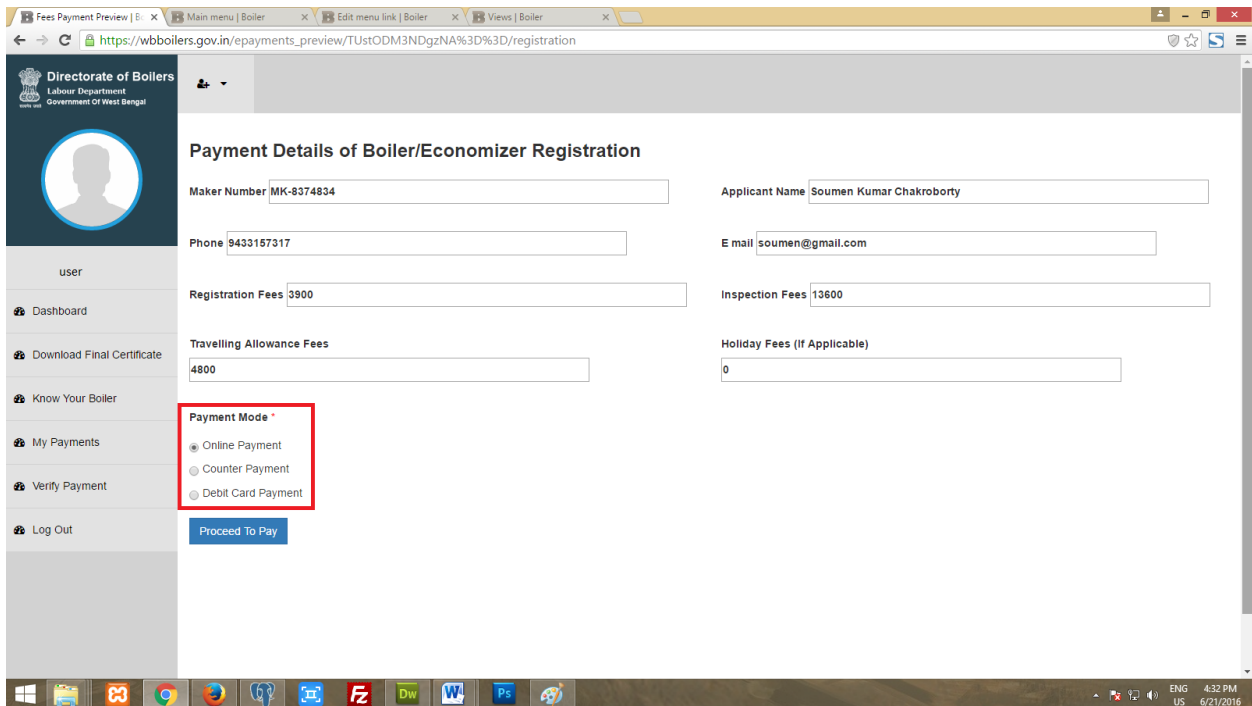 Fees Payment Preview | Bo
Main menu | Boiler
Edit menu link | Boiler
Views | Boiler
https://wbboilers.gov.in/epayments_preview/TUstODM3NDgzNA%3D%3D/registration
Directorate of Boilers
Labour Department
Government Of West Bengal
Payment Details of Boiler/Economizer Registration
Maker Number MK-8374834
Applicant Name Soumen Kumar Chakroborty
Phone 9433157317
E mail soumen@gmail.com
user
Registration Fees 3900
Inspection Fees 13600
Dashboard
Download Final Certificate
Travelling Allowance Fees
4800
Holiday Fees (If Applicable)
0
Know Your Boiler
My Payments
Verify Payment
Log Out
Payment Mode *
Online Payment
Counter Payment
Debit Card Payment
Proceed To Pay
Fz
Dw
W
Ps
ENG 4:32 PM
US 6/21/2016